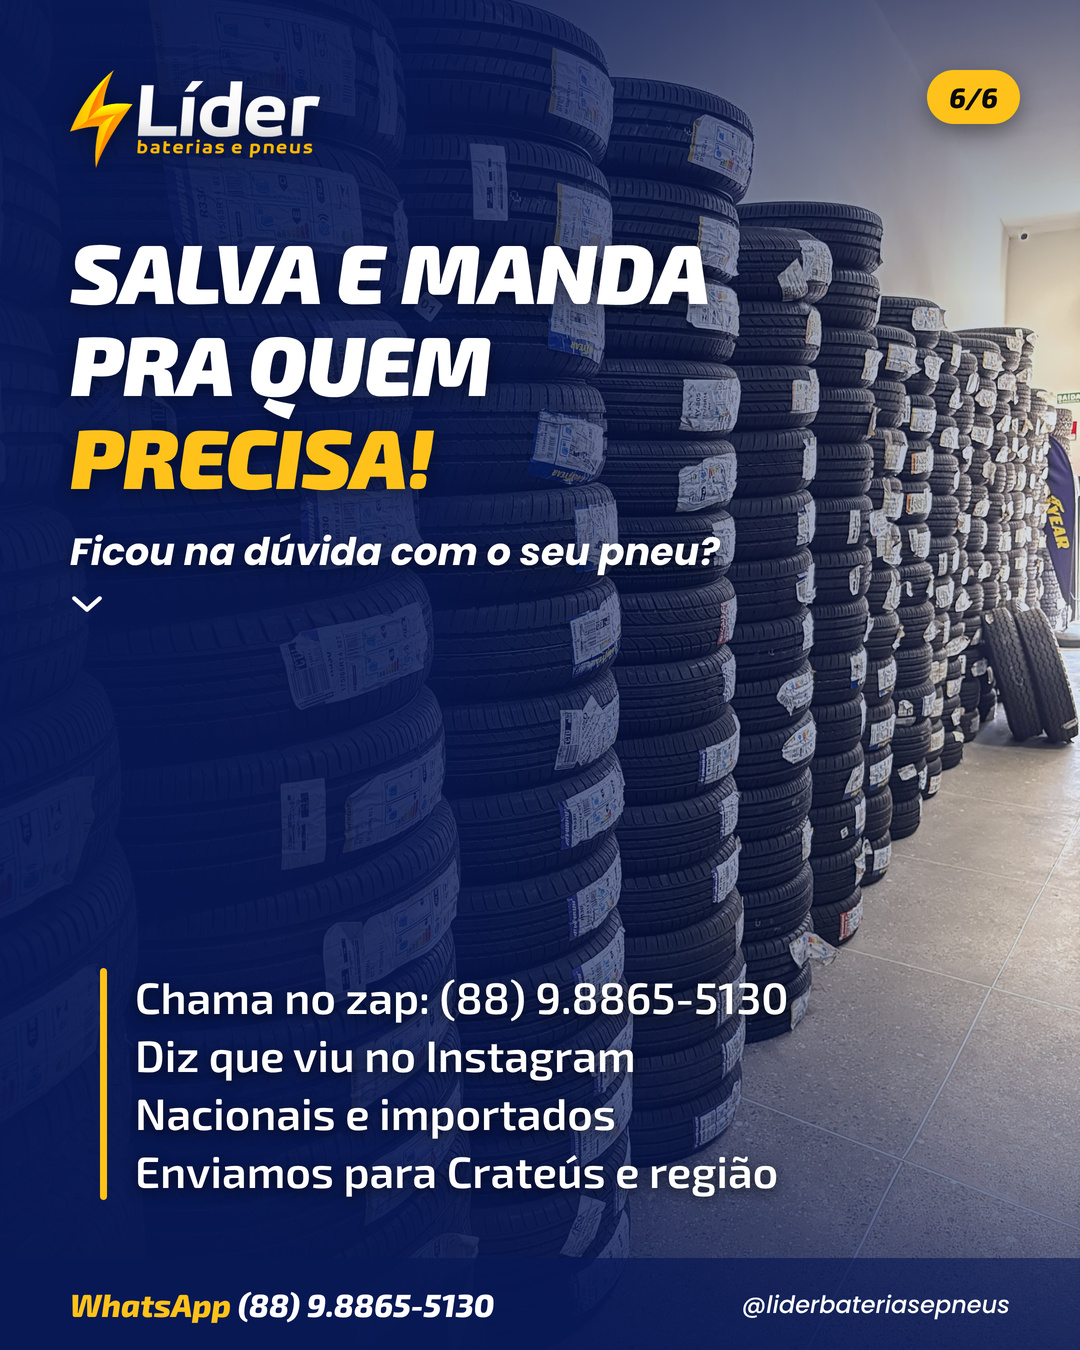 Líder
baterias e pneus
6/6
SALVA E MANDA
PRA QUEM
PRECISA!
Ficou na dúvida com o seu pneu?
Chama no zap: (88) 9.8865-5130
Diz que viu no Instagram
Nacionais e importados
Enviamos para Crateús e região
WhatsApp (88) 9.8865-5130
@liderbateriasepneus